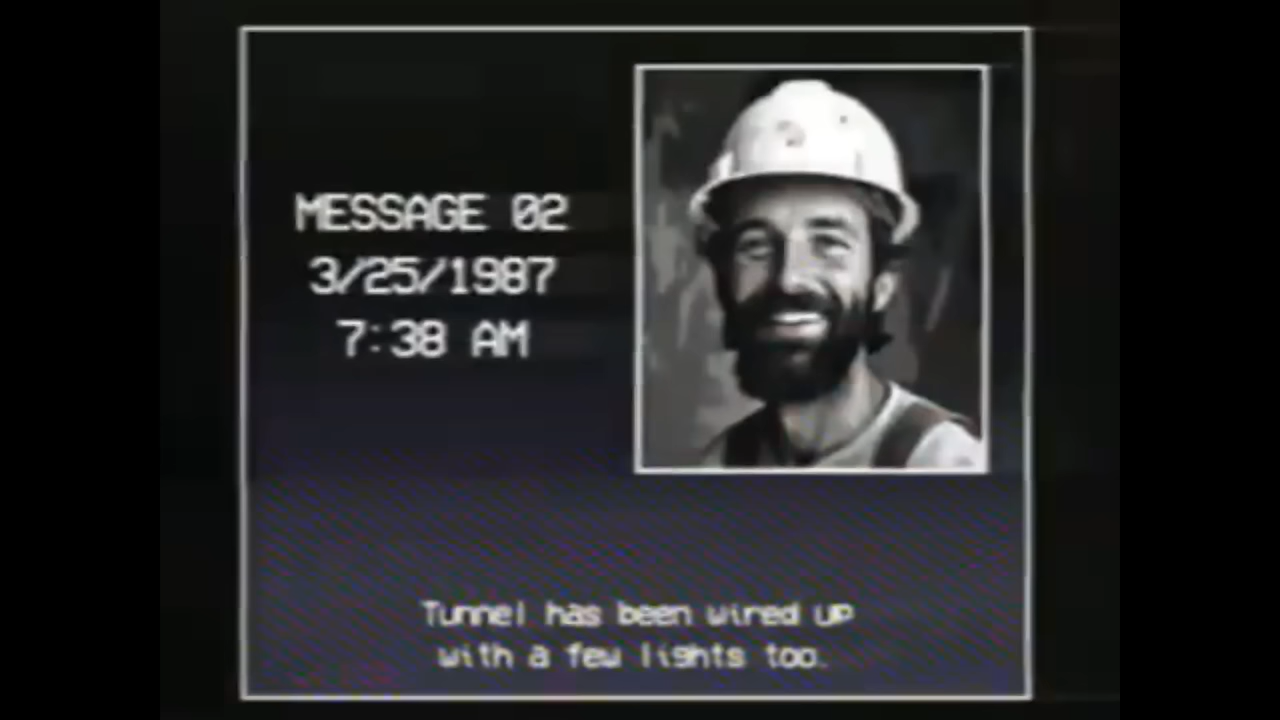 MESSAGE 02
3/25/1987
7:38 AM
Tunnel has been wired up
with a few lights too.